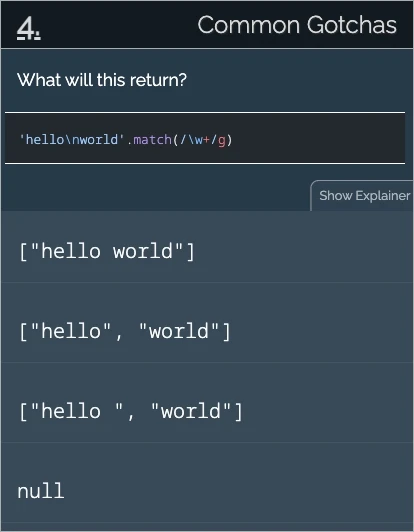 4.
Common Gotchas
What will this return?
'hello\nworld'.match(/\w+/g)
Show Explainer
["hello world"]
["hello", "world"]
["hello ", "world"]
null